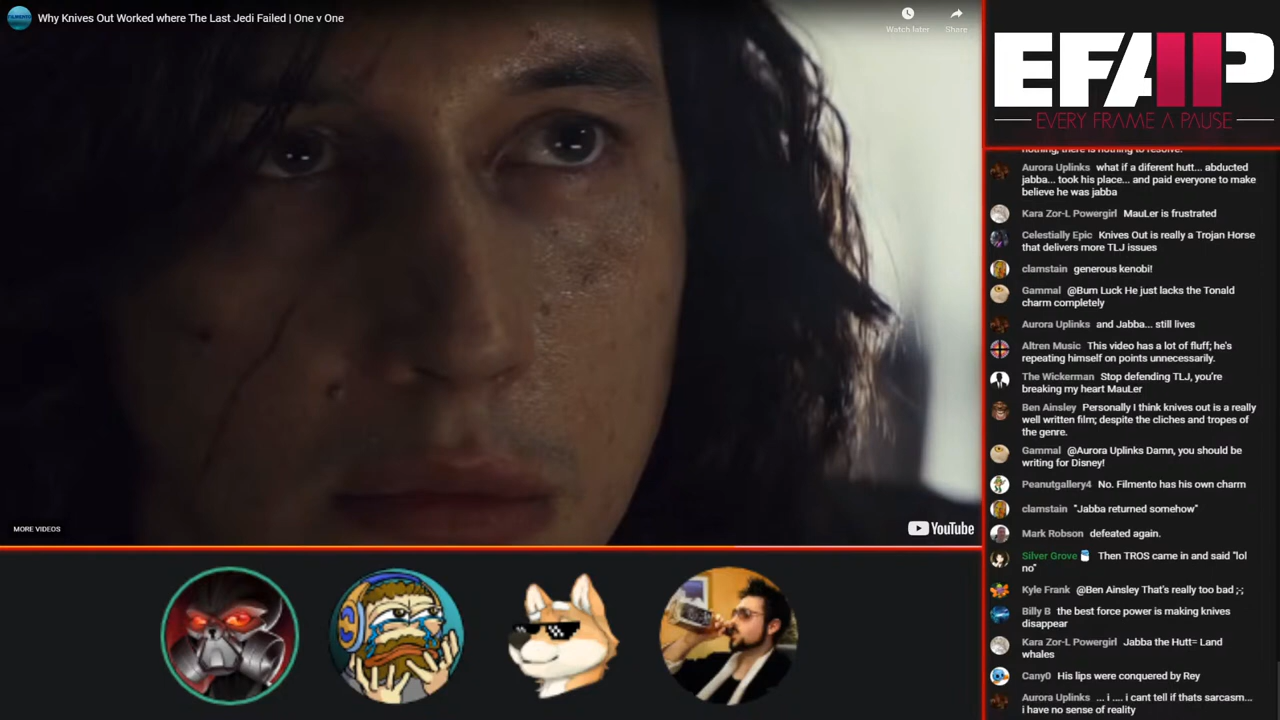 Why Knives Out Worked where The Last Jedi Failed | One v One
Watch later
Share
MORE VIDEOS
YouTube
EFAP
EVERY FRAME A PAUSE
nothing, there is nothing to resolve.
Aurora Uplinks what if a diferent hutt... abducted
jabba... took his place... and paid everyone to make
believe he was jabba
Kara Zor-L Powergirl MauLer is frustrated
Celestially Epic Knives Out is really a Trojan Horse
that delivers more TLJ issues
clamstain generous kenobi!
Gammal @Bum Luck He just lacks the Tonald
charm completely
Aurora Uplinks and Jabba... still lives
Altren Music This video has a lot of fluff; he's
repeating himself on points unnecessarily.
The Wickerman Stop defending TLJ, you're
breaking my heart MauLer
Ben Ainsley Personally I think knives out is a really
well written film; despite the cliches and tropes of
the genre.
Gammal @Aurora Uplinks Damn, you should be
writing for Disney!
Peanutgallery4 No. Filmento has his own charm
clamstain "Jabba returned somehow"
Mark Robson defeated again.
Silver Grove Then TROS came in and said "lol
no"
Kyle Frank @Ben Ainsley That's really too bad ;-;
Billy B the best force power is making knives
disappear
Kara Zor-L Powergirl Jabba the Hutt= Land
whales
Cany0 His lips were conquered by Rey
Aurora Uplinks ... i .... i cant tell if thats sarcasm...
i have no sense of reality